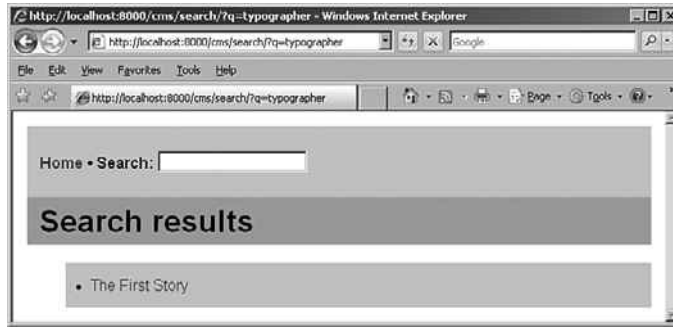 http://localhost:8000/cms/search/?q=typographer - Windows Internet Explorer
http://localhost:8000/cms/search/?q=typographer Google
File Edit View Favorites Tools Help
http://localhost:8000/cms/search/?q=typographer Page Tools
Home • Search:
Search results
• The First Story